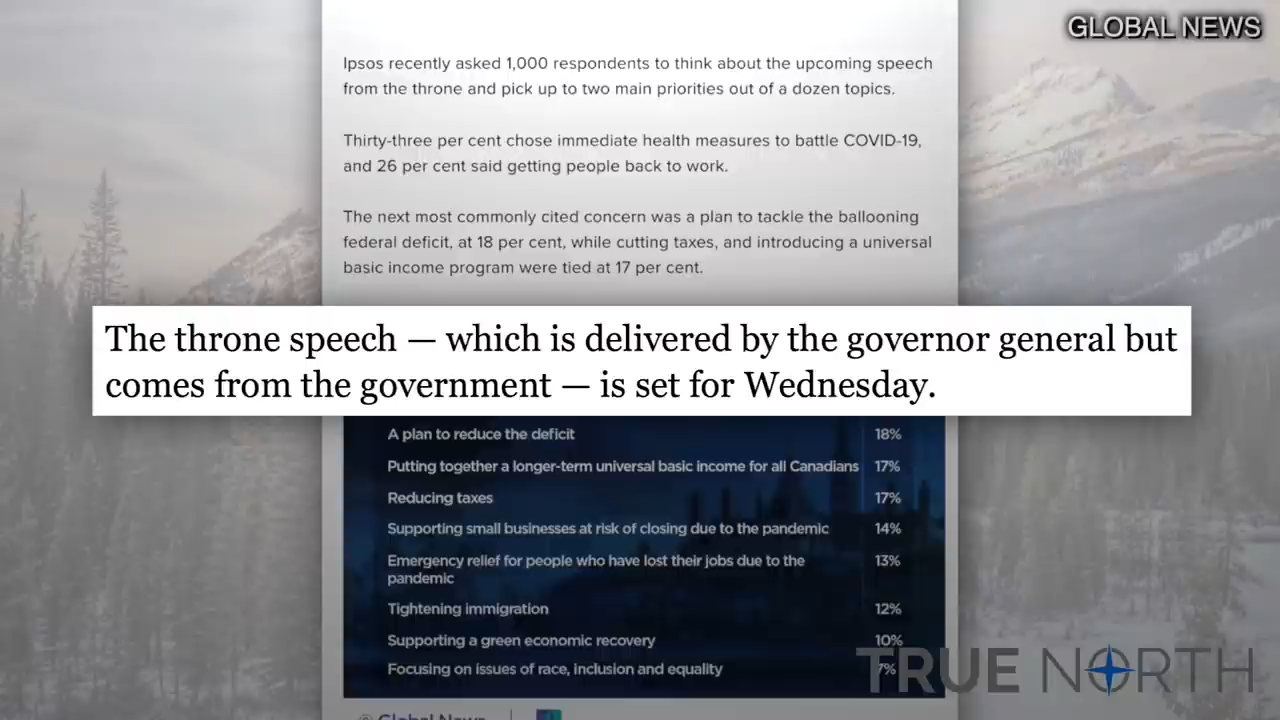 GLOBAL NEWS
Ipsos recently asked 1,000 respondents to think about the upcoming speech
from the throne and pick up to two main priorities out of a dozen topics.
Thirty-three per cent chose immediate health measures to battle COVID-19,
and 26 per cent said getting people back to work.
The next most commonly cited concern was a plan to tackle the ballooning
federal deficit, at 18 per cent, while cutting taxes, and introducing a universal
basic income program were tied at 17 per cent.
The throne speech — which is delivered by the governor general but
comes from the government — is set for Wednesday.
A plan to reduce the deficit 18%
Putting together a longer-term universal basic income for all Canadians 17%
Reducing taxes 17%
Supporting small businesses at risk of closing due to the pandemic 14%
Emergency relief for people who have lost their jobs due to the 13%
pandemic
Tightening immigration 12%
Supporting a green economic recovery 10%
Focusing on issues of race, inclusion and equality 7%
TRUE NORTH
Global News